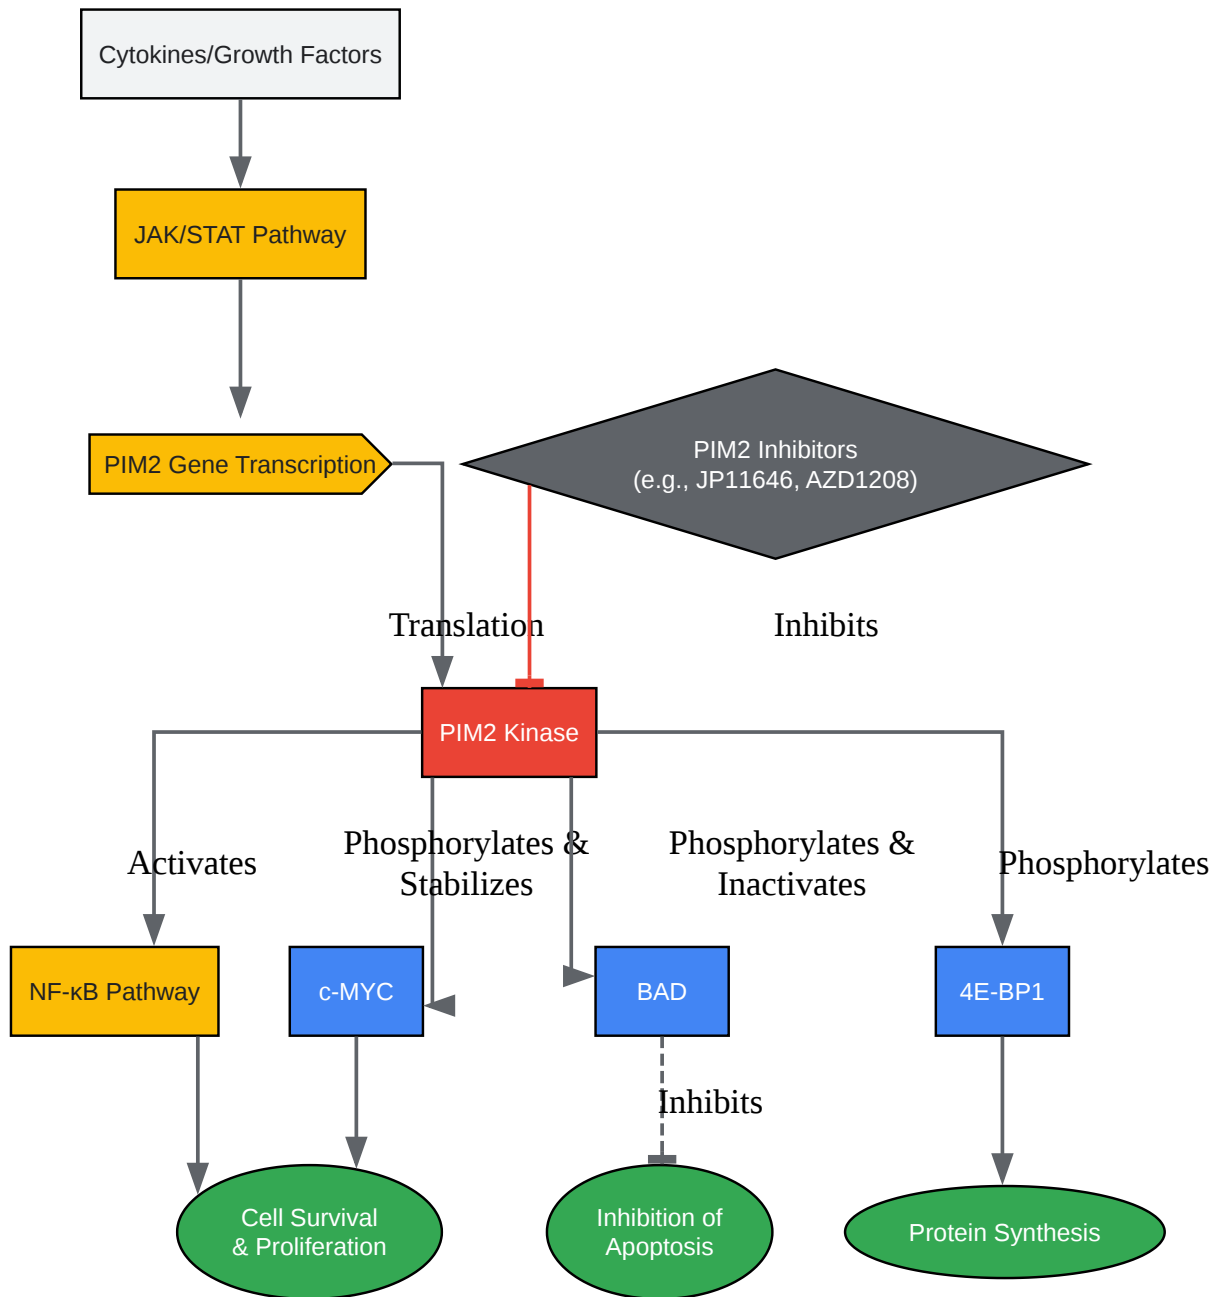 Cytokines/Growth Factors
JAK/STAT Pathway
PIM2 Gene Transcription
PIM2 Inhibitors
(e.g., JP11646, AZD1208)
Translation
Inhibits
PIM2 Kinase
Activates
Phosphorylates &
Stabilizes
Phosphorylates &
Inactivates
Phosphorylates
NF-κB Pathway
c-MYC
BAD
4E-BP1
Inhibits
Cell Survival
& Proliferation
Inhibition of
Apoptosis
Protein Synthesis